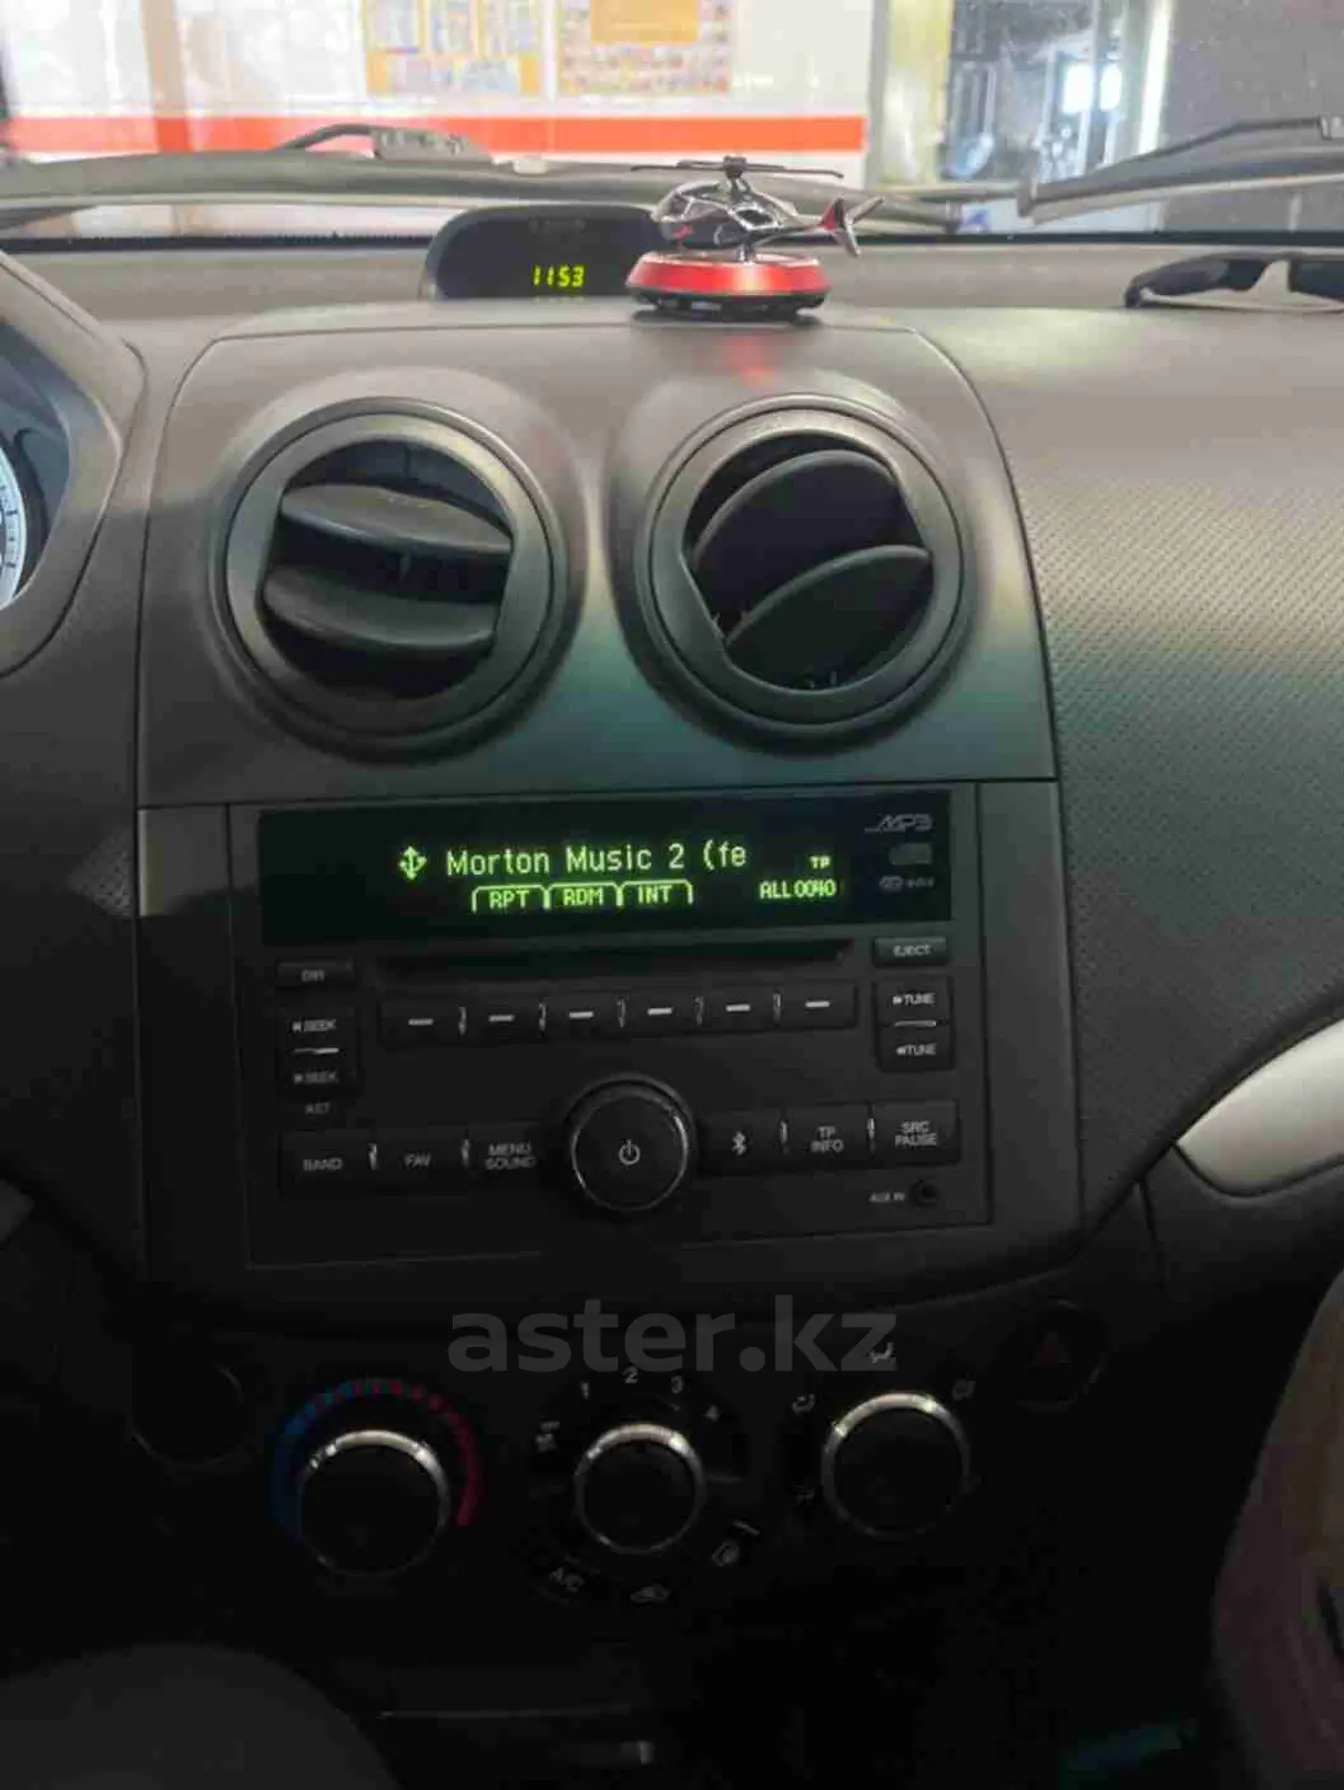 1153
MP3
Morton Music 2 (fe
TP
RPT RDM INT
ALL 0040
EJECT
DIR
TUNE
SEEK
TUNE
SEEK
AST
BAND
FAV
MENU
SOUND
TP
INFO
SRC
PAUSE
AUX IN
aster.kz
1 2 3 4
A/C